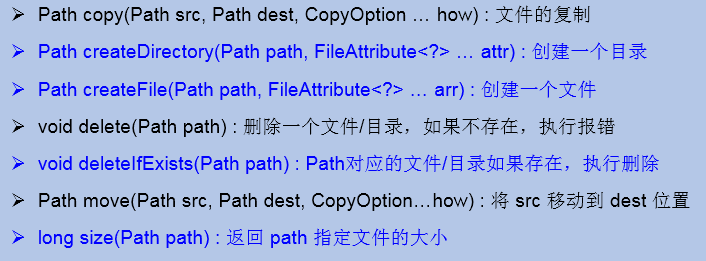 ➢ Path copy(Path src, Path dest, CopyOption … how) : 文件的复制
➢ Path createDirectory(Path path, FileAttribute<?> … attr) : 创建一个目录
➢ Path createFile(Path path, FileAttribute<?> … arr) : 创建一个文件
➢ void delete(Path path) : 删除一个文件/目录，如果不存在，执行报错
➢ void deleteIfExists(Path path) : Path对应的文件/目录如果存在，执行删除
➢ Path move(Path src, Path dest, CopyOption…how) : 将 src 移动到 dest 位置
➢ long size(Path path) : 返回 path 指定文件的大小